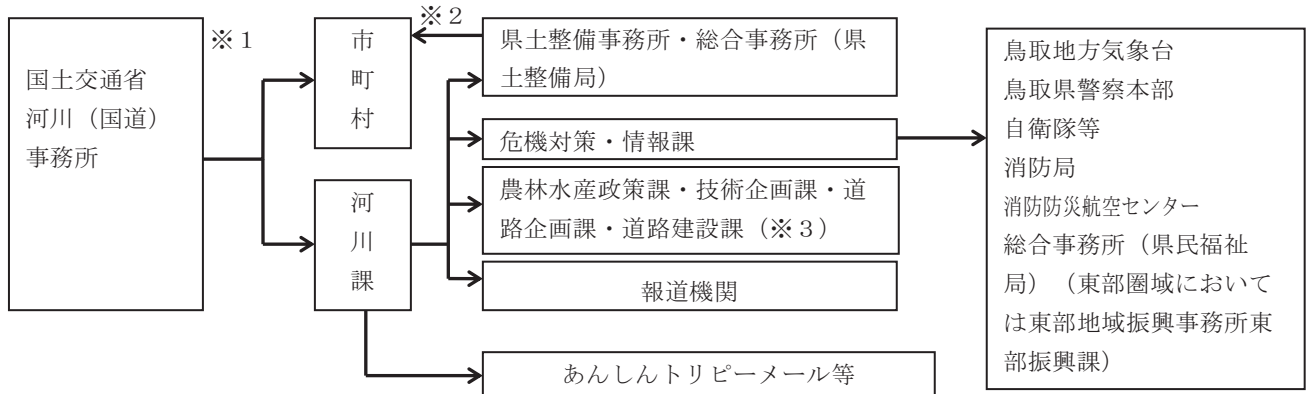 国土交通省
河川（国道）
事務所
※１
市
町
村
※２
県土整備事務所・総合事務所（県
土整備局）
危機対策・情報課
河
川
課
農林水産政策課・技術企画課・道
路企画課・道路建設課（※３）
報道機関
あんしんトリピーメール等
鳥取地方気象台
鳥取県警察本部
自衛隊等
消防局
消防防災航空センター
総合事務所（県民福祉
局）（東部圏域において
は東部地域振興事務所東
部振興課）